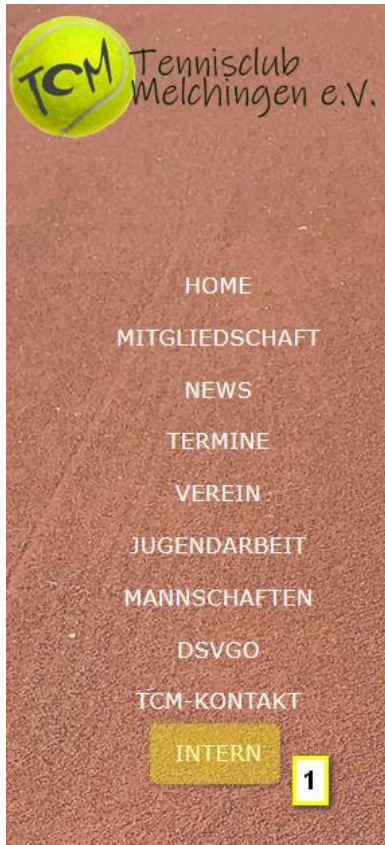 TCM
Tennisclub
Melchingen e.V.
HOME
MITGLIEDSCHAFT
NEWS
TERMINE
VEREIN
JUGENDARBEIT
MANNSCHAFTEN
DSVGO
TCM-KONTAKT
INTERN
1